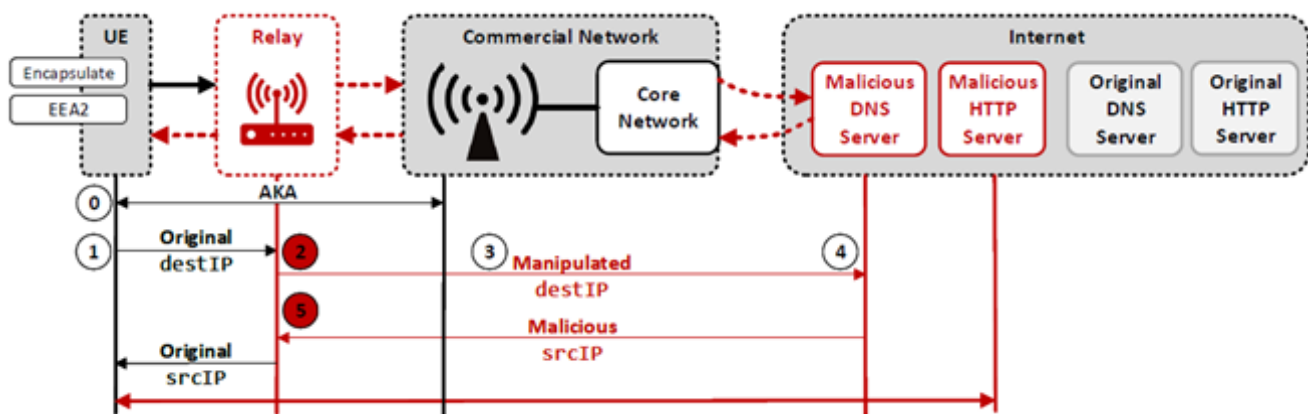 UE
Relay
Commercial Network
Internet
Encapsulate
EEA2
Core
Network
Malicious
DNS
Server
Malicious
HTTP
Server
Original
DNS
Server
Original
HTTP
Server
0
AKA
1
Original
destIP
2
3
Manipulated
destIP
4
5
Malicious
srcIP
Original
srcIP